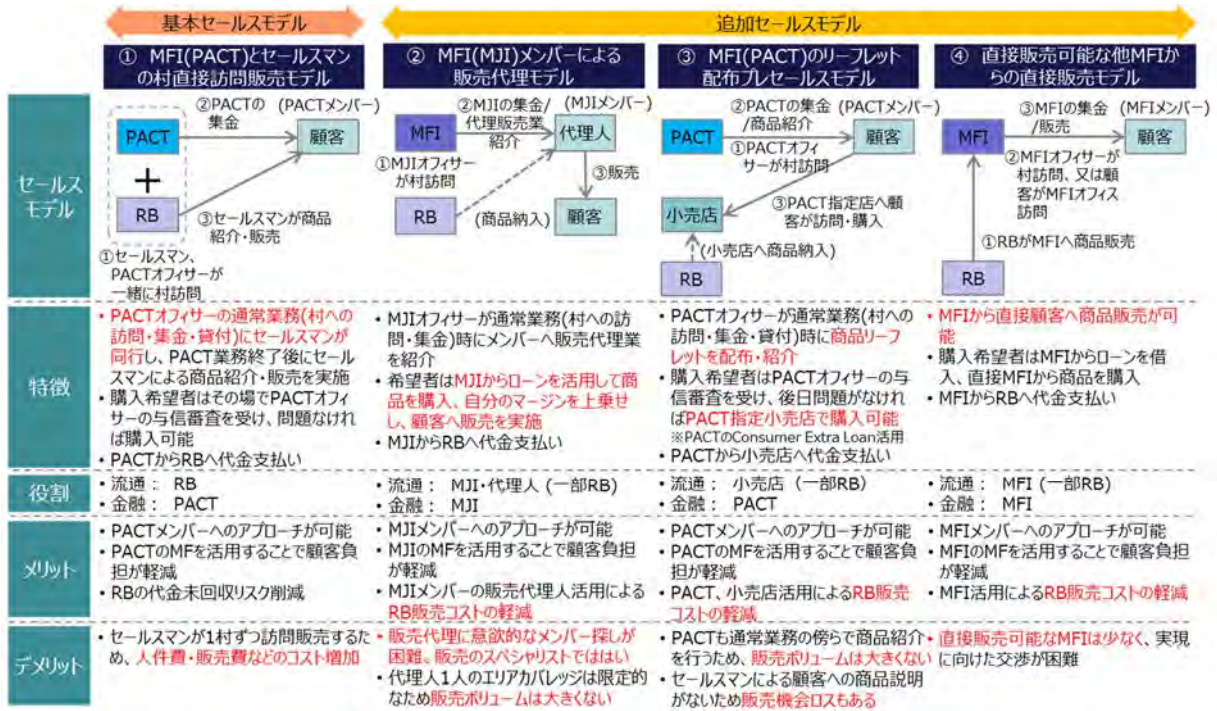 基本セールスモデル
追加セールスモデル
① MFI(PACT)とセールスマン
の村直接訪問販売モデル
② MFI(MJI)メンバーによる
販売代理モデル
③ MFI(PACT)のリーフレット
配布プレセールスモデル
④ 直接販売可能な他MFIか
らの直接販売モデル
セールス
モデル
②PACTの
集金
(PACTメンバー)
PACT
顧客
+
RB
③セールスマンが商品
紹介・販売
①セールスマン、
PACTオフィサーが
一緒に村訪問
②MJIの集金/
代理販売業
紹介
(MJIメンバー)
MFI
代理人
①MJIオフィサー
が村訪問
③販売
RB
(商品納入)
顧客
②PACTの集金
/商品紹介
(PACTメンバー)
PACT
顧客
①PACTオフィ
サーが村訪問
小売店
③PACT指定店へ顧
客が訪問・購入
(小売店へ商品納入)
RB
③MFIの集金
/販売
(MFIメンバー)
MFI
顧客
②MFIオフィサーが
村訪問、又は顧
客がMFIオフィス
訪問
①RBがMFIへ商品販売
RB
特徴
・PACTオフィサーの通常業務(村への
訪問・集金・貸付)にセールスマンが
同行し、PACT業務終了後にセール
スマンによる商品紹介・販売を実施
・購入希望者はその場でPACTオフィ
サーの与信審査を受け、問題なけれ
ば購入可能
・PACTからRBへ代金支払い
・MJIオフィサーが通常業務(村への訪
問・集金)時にメンバーへ販売代理業
を紹介
・希望者はMJIからローンを活用して商
品を購入、自分のマージンを上乗せ
し、顧客へ販売を実施
・MJIからRBへ代金支払い
・PACTオフィサーが通常業務(村への
訪問・集金・貸付)時に商品リーフ
レットを配布・紹介
・購入希望者はPACTオフィサーの与
信審査を受け、後日問題がなけれ
ばPACT指定小売店で購入可能
※PACTのConsumer Extra Loan活用
・PACTから小売店へ代金支払い
・MFIから直接顧客へ商品販売が可
能
・購入希望者はMFIからローンを借
入、直接MFIから商品を購入
・MFIからRBへ代金支払い
役割
・流通： RB
・金融： PACT
・流通： MJI・代理人 (一部RB)
・金融： MJI
・流通： 小売店 (一部RB)
・金融： PACT
・流通： MFI (一部RB)
・金融： MFI
メリット
・PACTメンバーへのアプローチが可能
・PACTのMFを活用することで顧客負
担が軽減
・RBの代金未回収リスク削減
・MJIメンバーへのアプローチが可能
・MJIのMFを活用することで顧客負担
が軽減
・MJIメンバーの販売代理人活用による
RB販売コストの軽減
・PACTメンバーへのアプローチが可能
・PACTのMFを活用することで顧客負
担が軽減
・PACT、小売店活用によるRB販売
コストの軽減
・MFIメンバーへのアプローチが可能
・MFIのMFを活用することで顧客負担
が軽減
・MFI活用によるRB販売コストの軽減
デメリット
・セールスマンが1村ずつ訪問販売するた
め、人件費・販売費などのコスト増加
・販売代理に意欲的なメンバー探しが
困難。販売のスペシャリストでははい
・代理人1人のエリアカバレッジは限定的
なため販売ボリュームは大きくない
・PACTも通常業務の傍らで商品紹介
を行うため、販売ボリュームは大きくない
・セールスマンによる顧客への商品説明
がないため販売機会ロスもある
・直接販売可能なMFIは少なく、実現
に向けた交渉が困難